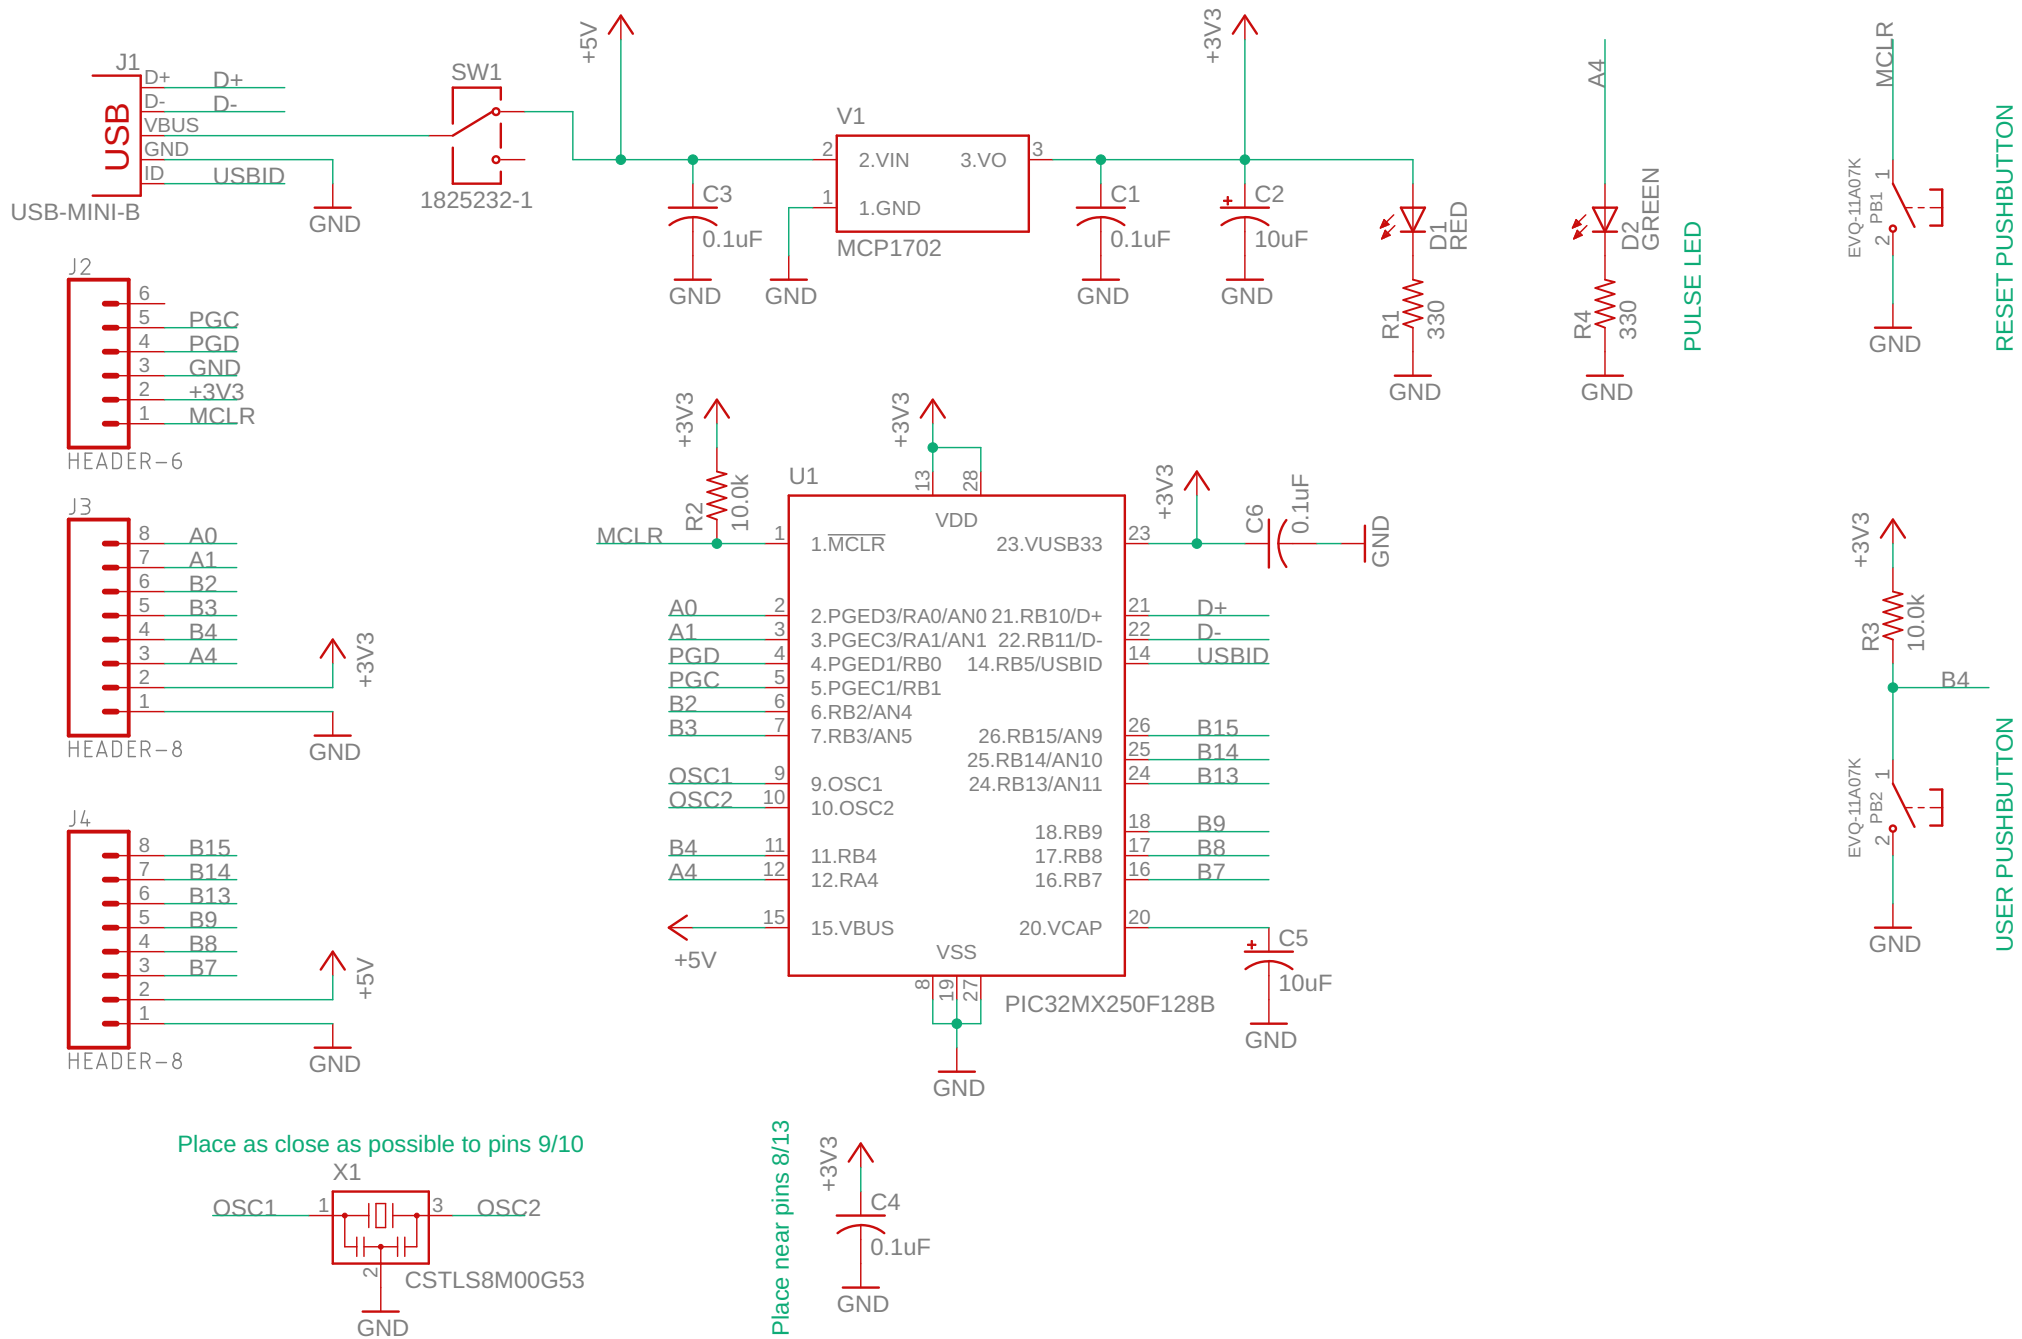 J1
USB
D+ D+
D- D-
VBUS
GND
ID USBID
USB-MINI-B
GND
SW1
1825232-1
+5V
C3
0.1uF
GND
V1
2 2.VIN 3.VO 3
1 1.GND
MCP1702
GND
C1
0.1uF
GND
+3V3
C2
10uF
GND
D1
RED
R1
330
GND
A4
D2
GREEN
R4
330
GND
PULSE LED
MCLR
EVQ-11A07K
PB1
1
2
GND
RESET PUSHBUTTON
J2
6
5 PGC
4 PGD
3 GND
2 +3V3
1 MCLR
HEADER-6
J3
8 A0
7 A1
6 B2
5 B3
4 B4
3 A4
2
1
+3V3
GND
HEADER-8
J4
8 B15
7 B14
6 B13
5 B9
4 B8
3 B7
2
1
+5V
GND
HEADER-8
+3V3
R2
10.0k
MCLR
+3V3
U1
13
28
VDD
1 1.MCLR
23.VUSB33 23
+3V3
C6
0.1uF
GND
A0 2 2.PGED3/RA0/AN0
A1 3 3.PGEC3/RA1/AN1
PGD 4 4.PGED1/RB0
PGC 5 5.PGEC1/RB1
B2 6 6.RB2/AN4
B3 7 7.RB3/AN5
OSC1 9 9.OSC1
OSC2 10 10.OSC2
B4 11 11.RB4
A4 12 12.RA4
15 15.VBUS
+5V
21.RB10/D+ 21 D+
22.RB11/D- 22 D-
14.RB5/USBID 14 USBID
26.RB15/AN9 26 B15
25.RB14/AN10 25 B14
24.RB13/AN11 24 B13
18.RB9 18 B9
17.RB8 17 B8
16.RB7 16 B7
20.VCAP 20
C5
10uF
GND
VSS
8
19
27
PIC32MX250F128B
GND
+3V3
R3
10.0k
B4
EVQ-11A07K
PB2
1
2
GND
USER PUSHBUTTON
Place as close as possible to pins 9/10
X1
OSC1 1
3 OSC2
2
CSTLS8M00G53
GND
Place near pins 8/13
+3V3
C4
0.1uF
GND